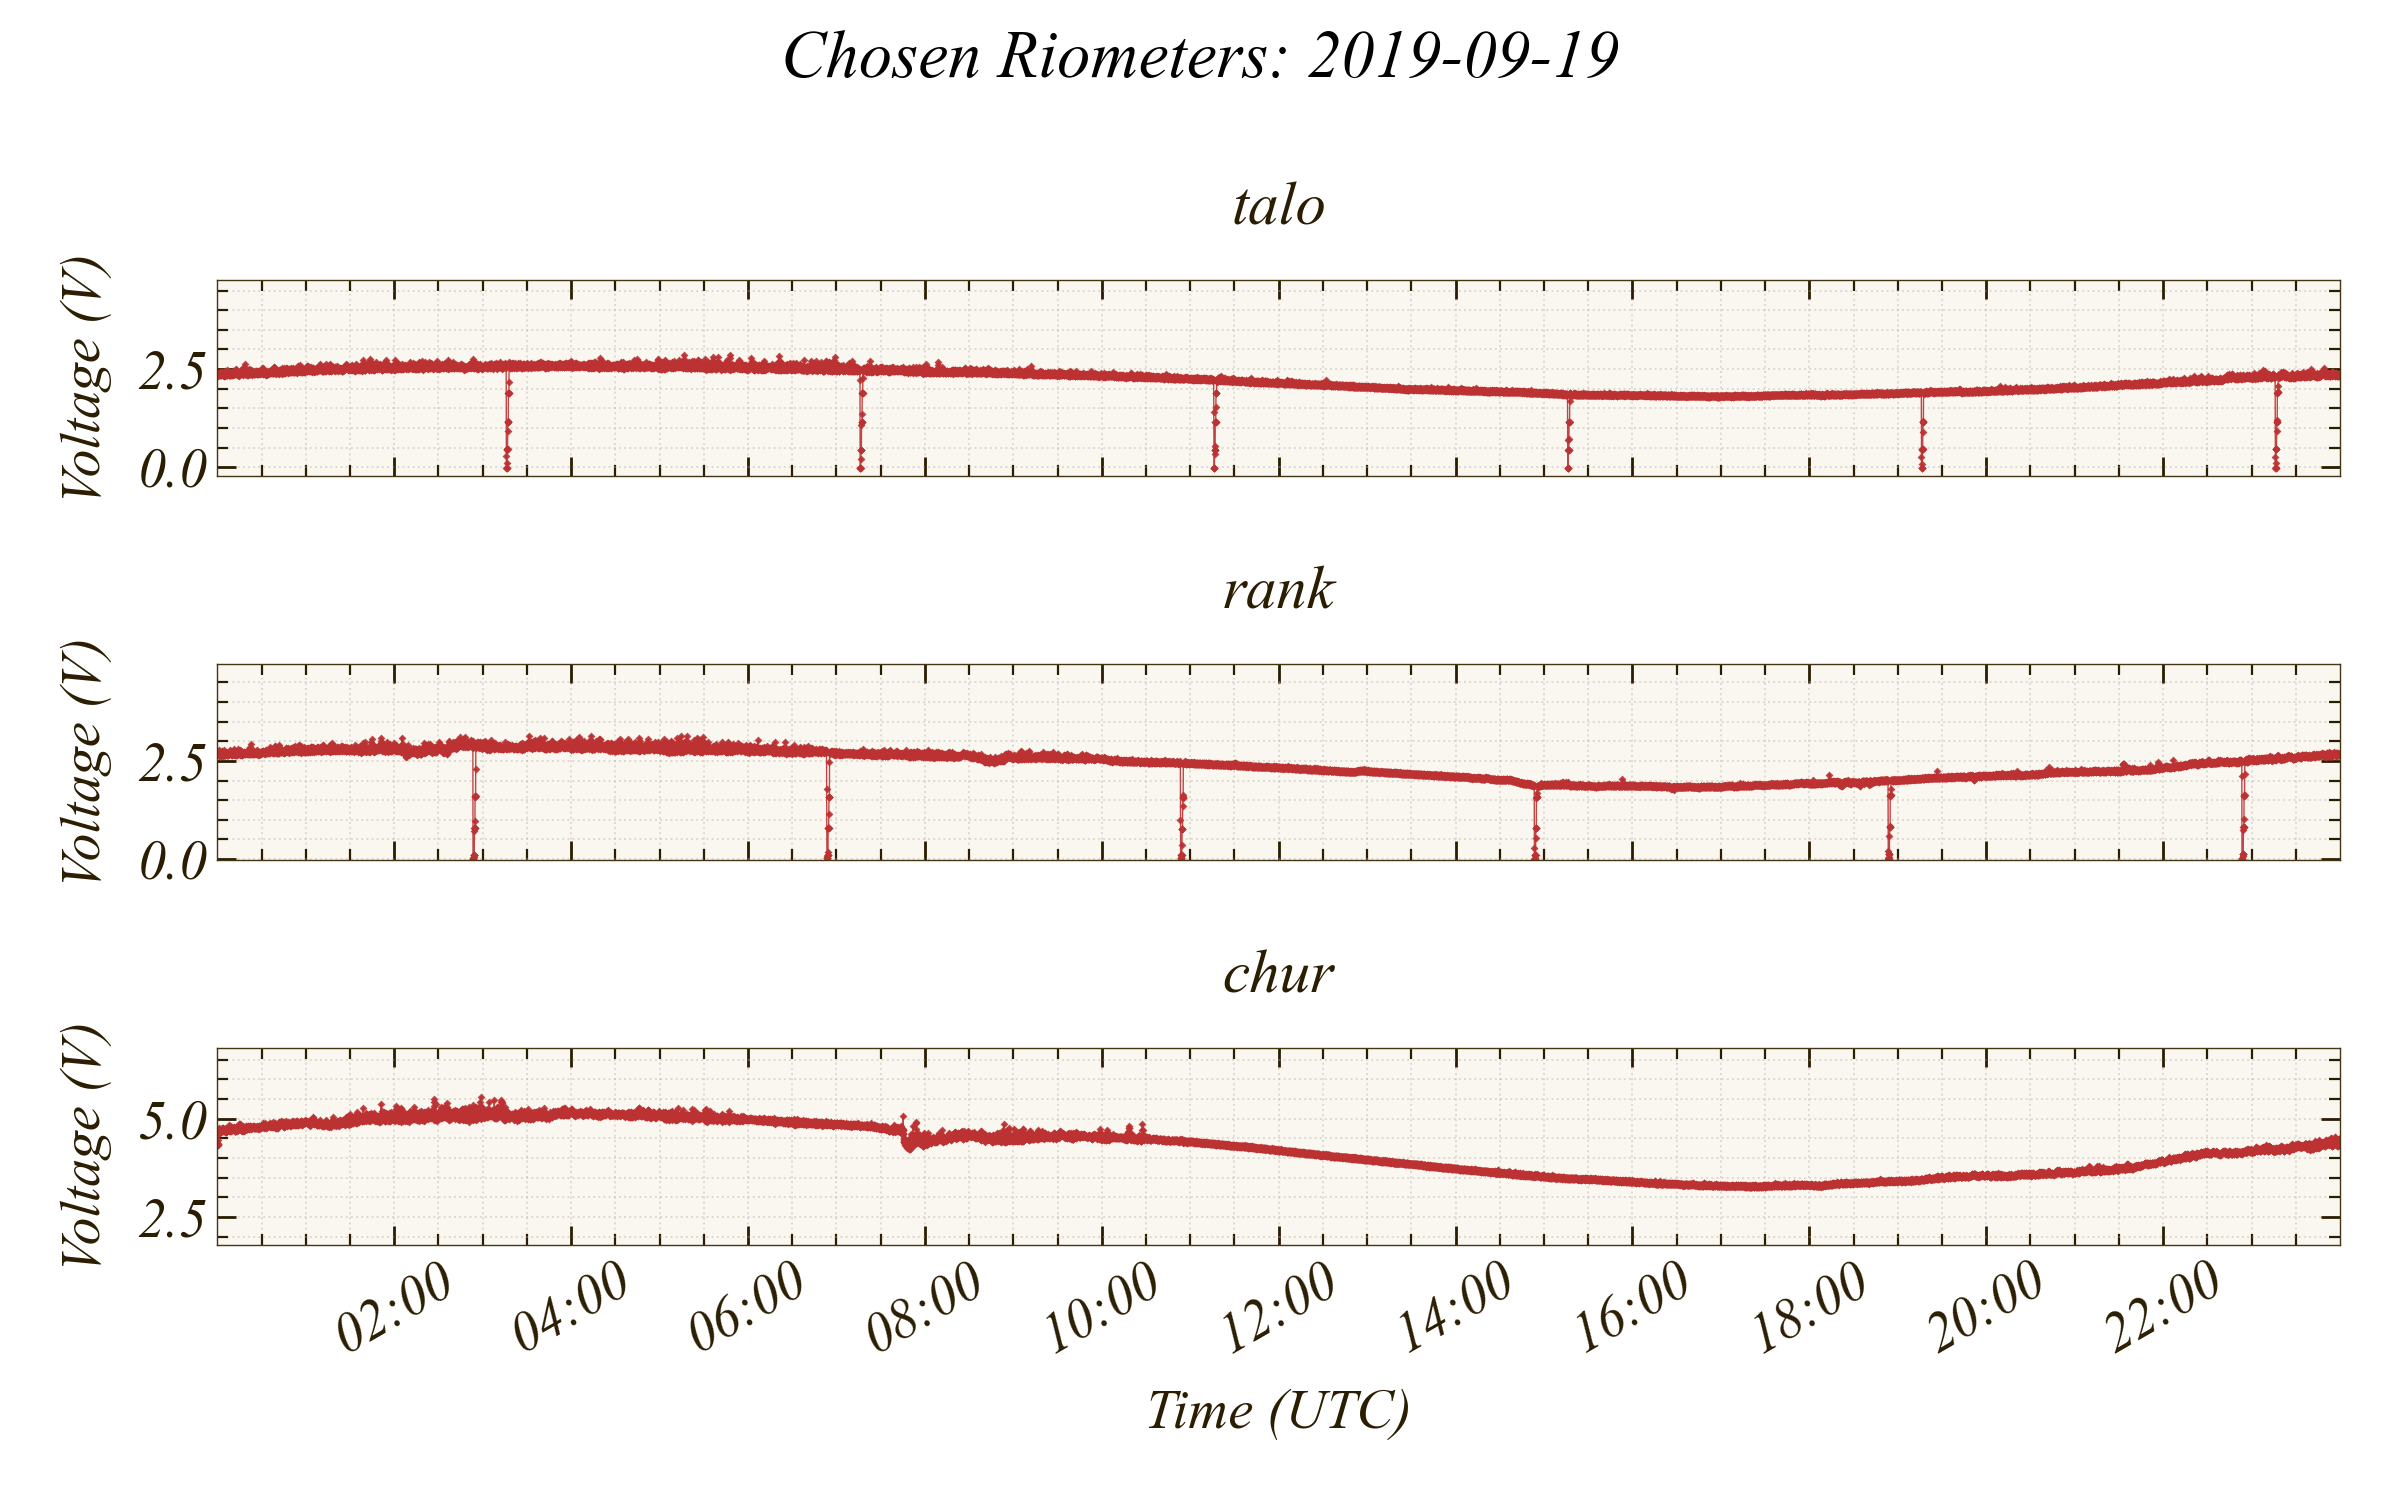 Chosen Riometers: 2019-09-19
talo
Voltage (V)
2.5
0.0
rank
Voltage (V)
2.5
0.0
chur
Voltage (V)
5.0
2.5
02:00 04:00 06:00 08:00 10:00 12:00 14:00 16:00 18:00 20:00 22:00
Time (UTC)